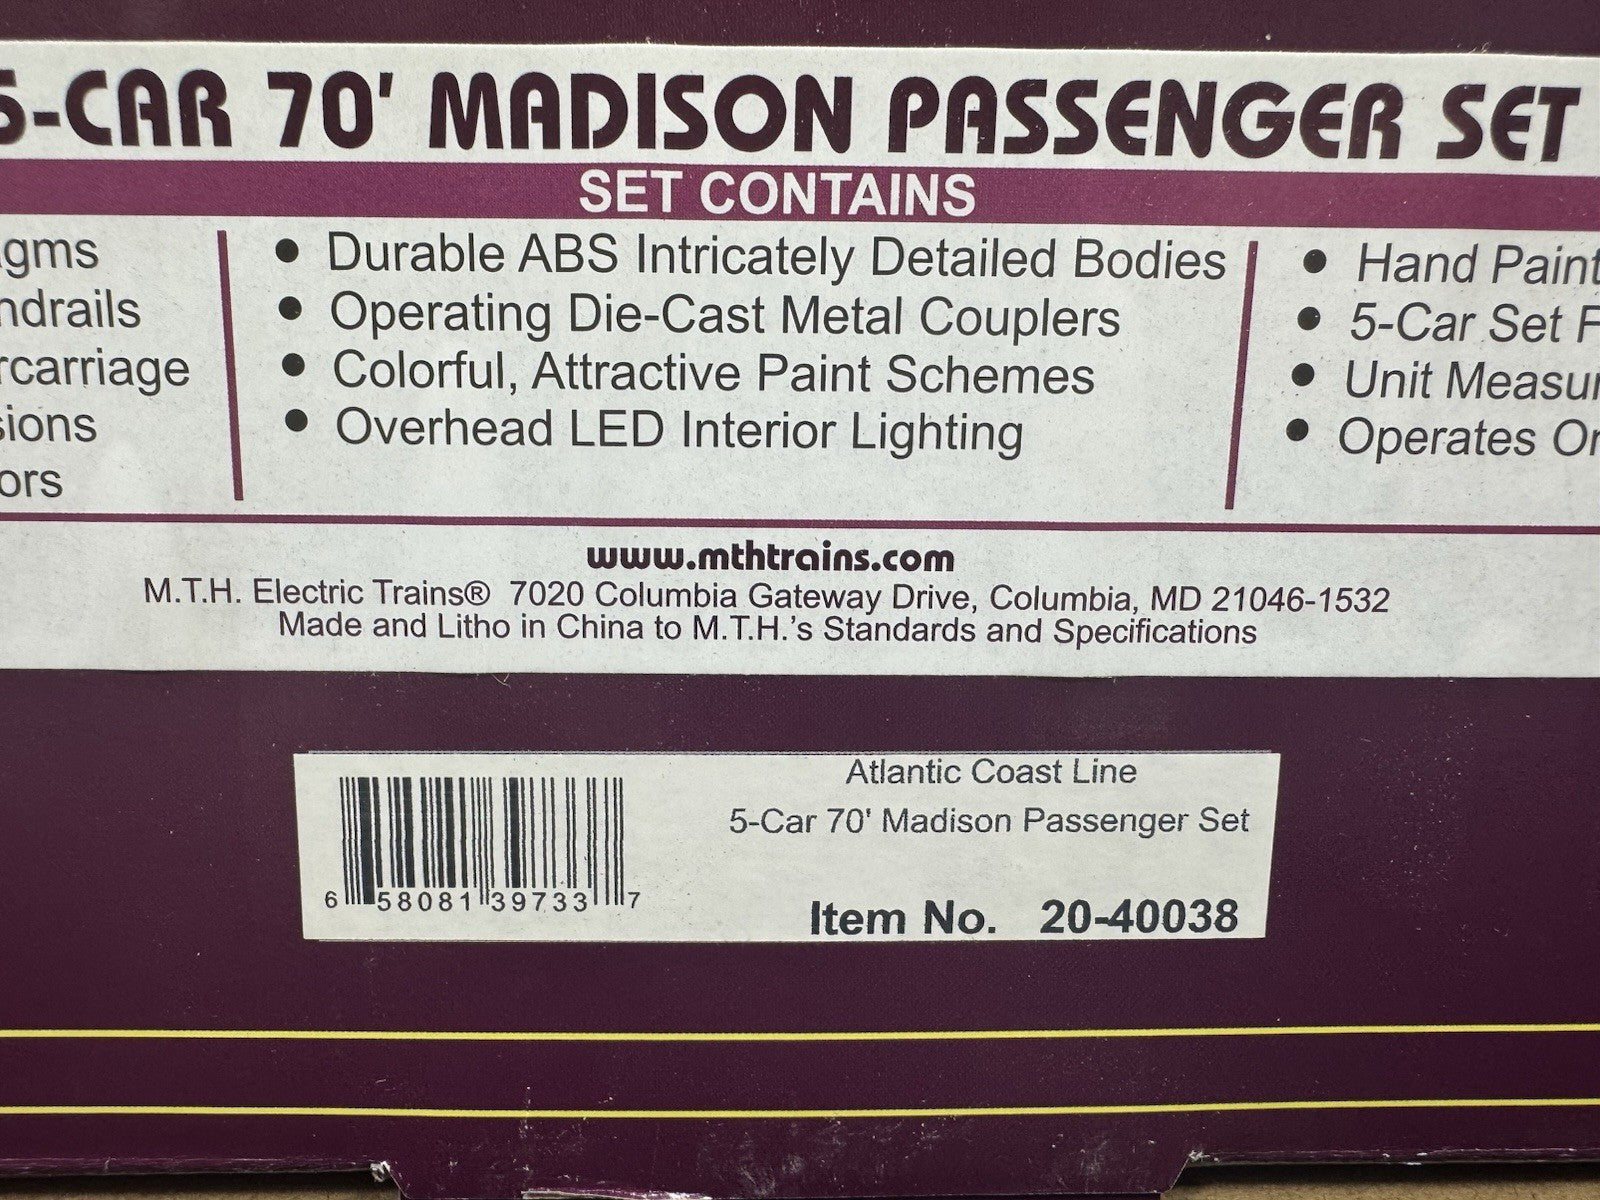 5-CAR 70' MADISON PASSENGER SET
SET CONTAINS
gms
ndrails
rcarriage
sions
ors
• Durable ABS Intricately Detailed Bodies
• Operating Die-Cast Metal Couplers
• Colorful, Attractive Paint Schemes
• Overhead LED Interior Lighting
• Hand Paint
• 5-Car Set F
• Unit Measur
• Operates On
www.mthtrains.com
M.T.H. Electric Trains® 7020 Columbia Gateway Drive, Columbia, MD 21046-1532
Made and Litho in China to M.T.H.'s Standards and Specifications
Atlantic Coast Line
5-Car 70' Madison Passenger Set
6 58081 39733 7
Item No. 20-40038